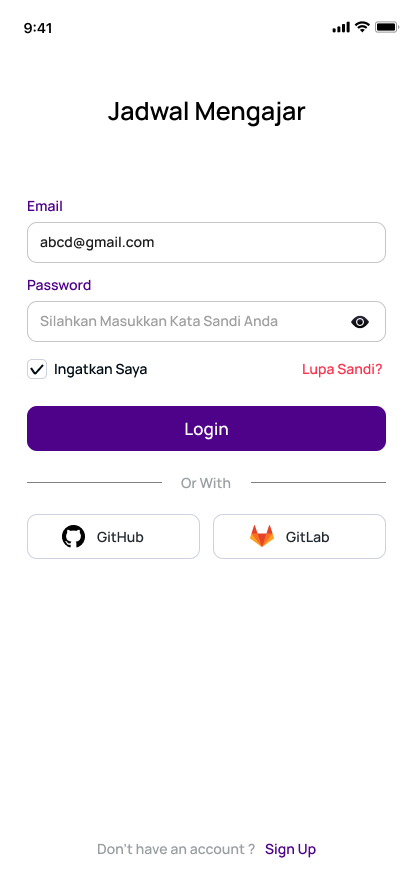 9:41
Jadwal Mengajar
Email
abcd@gmail.com
Password
Silahkan Masukkan Kata Sandi Anda
Ingatkan Saya Lupa Sandi?
Login
Or With
GitHub GitLab
Don't have an account ? Sign Up